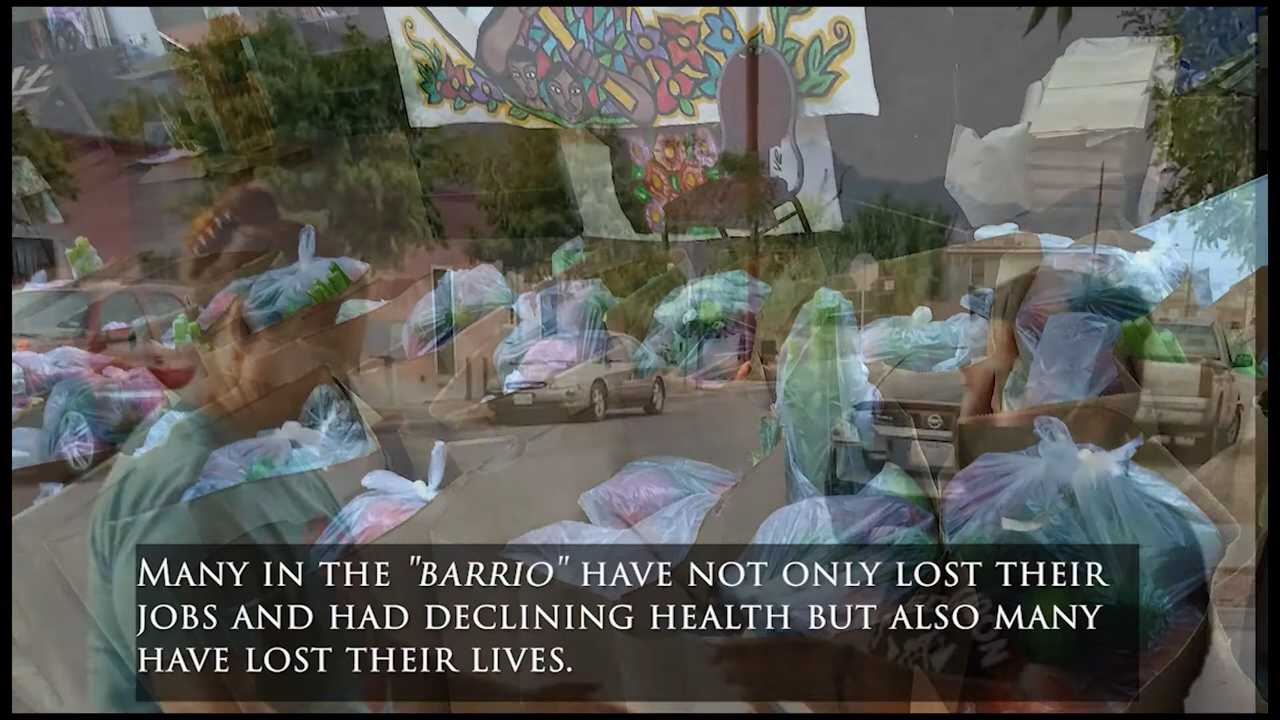 MANY IN THE "BARRIO" HAVE NOT ONLY LOST THEIR
JOBS AND HAD DECLINING HEALTH BUT ALSO MANY
HAVE LOST THEIR LIVES.